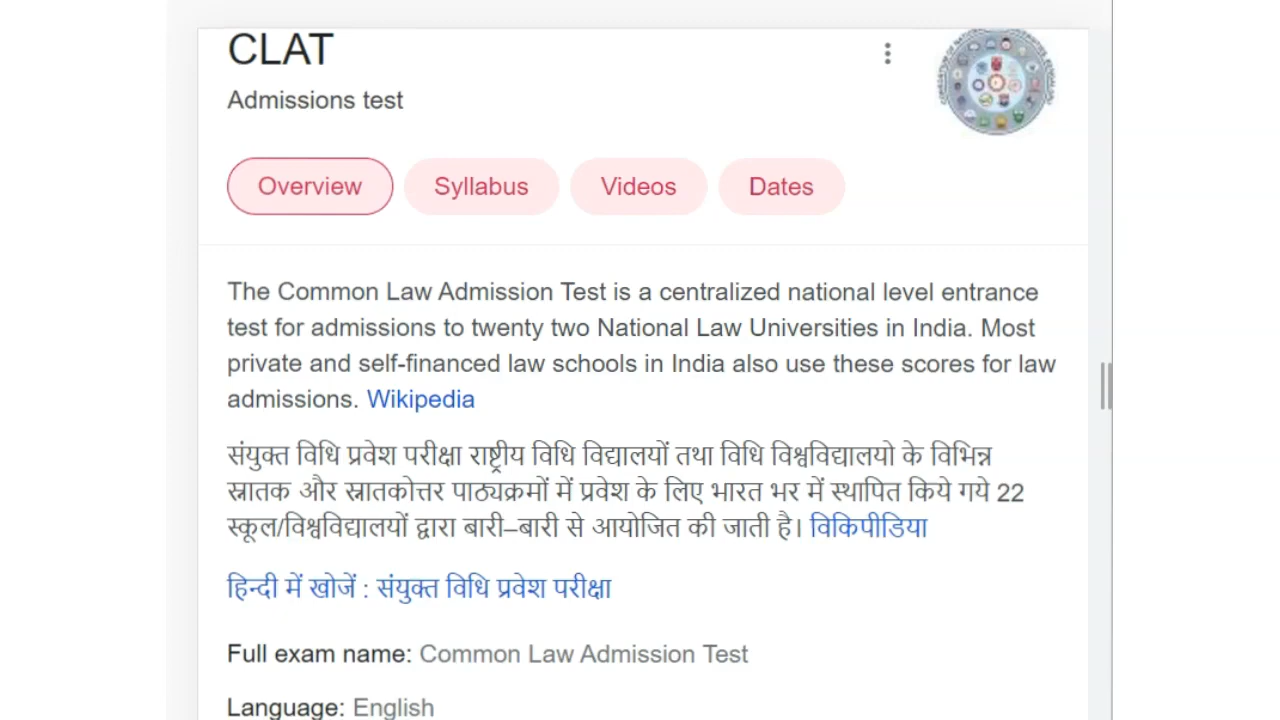 CLAT
Admissions test
Overview Syllabus Videos Dates
The Common Law Admission Test is a centralized national level entrance
test for admissions to twenty two National Law Universities in India. Most
private and self-financed law schools in India also use these scores for law
admissions. Wikipedia
संयुक्त विधि प्रवेश परीक्षा राष्ट्रीय विधि विद्यालयों तथा विधि विश्वविद्यालयो के विभिन्न
स्नातक और स्नातकोत्तर पाठ्यक्रमों में प्रवेश के लिए भारत भर में स्थापित किये गये 22
स्कूल/विश्वविद्यालयों द्वारा बारी–बारी से आयोजित की जाती है। विकिपीडिया
हिन्दी में खोजें : संयुक्त विधि प्रवेश परीक्षा
Full exam name: Common Law Admission Test
Language: English